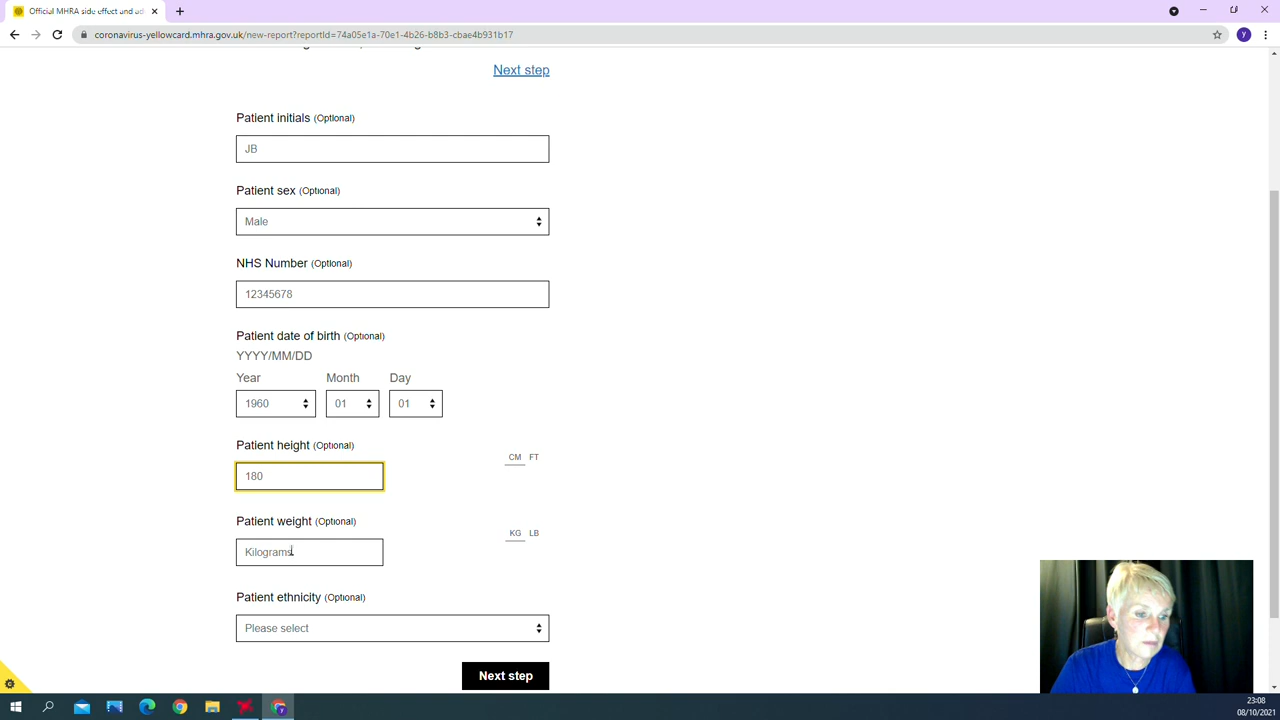 Official MHRA side effect and ad
coronavirus-yellowcard.mhra.gov.uk/new-report?reportId=74a05e1a-70e1-4b26-b8b3-cbae4b931b17
Y
Next step
Patient initials (Optional)
JB
Patient sex (Optional)
Male
NHS Number (Optional)
12345678
Patient date of birth (Optional)
YYYY/MM/DD
Year Month Day
1960 01 01
Patient height (Optional)
CM FT
180
Patient weight (Optional)
KG LB
Kilograms
Patient ethnicity (Optional)
Please select
Next step
23:08
08/10/2021